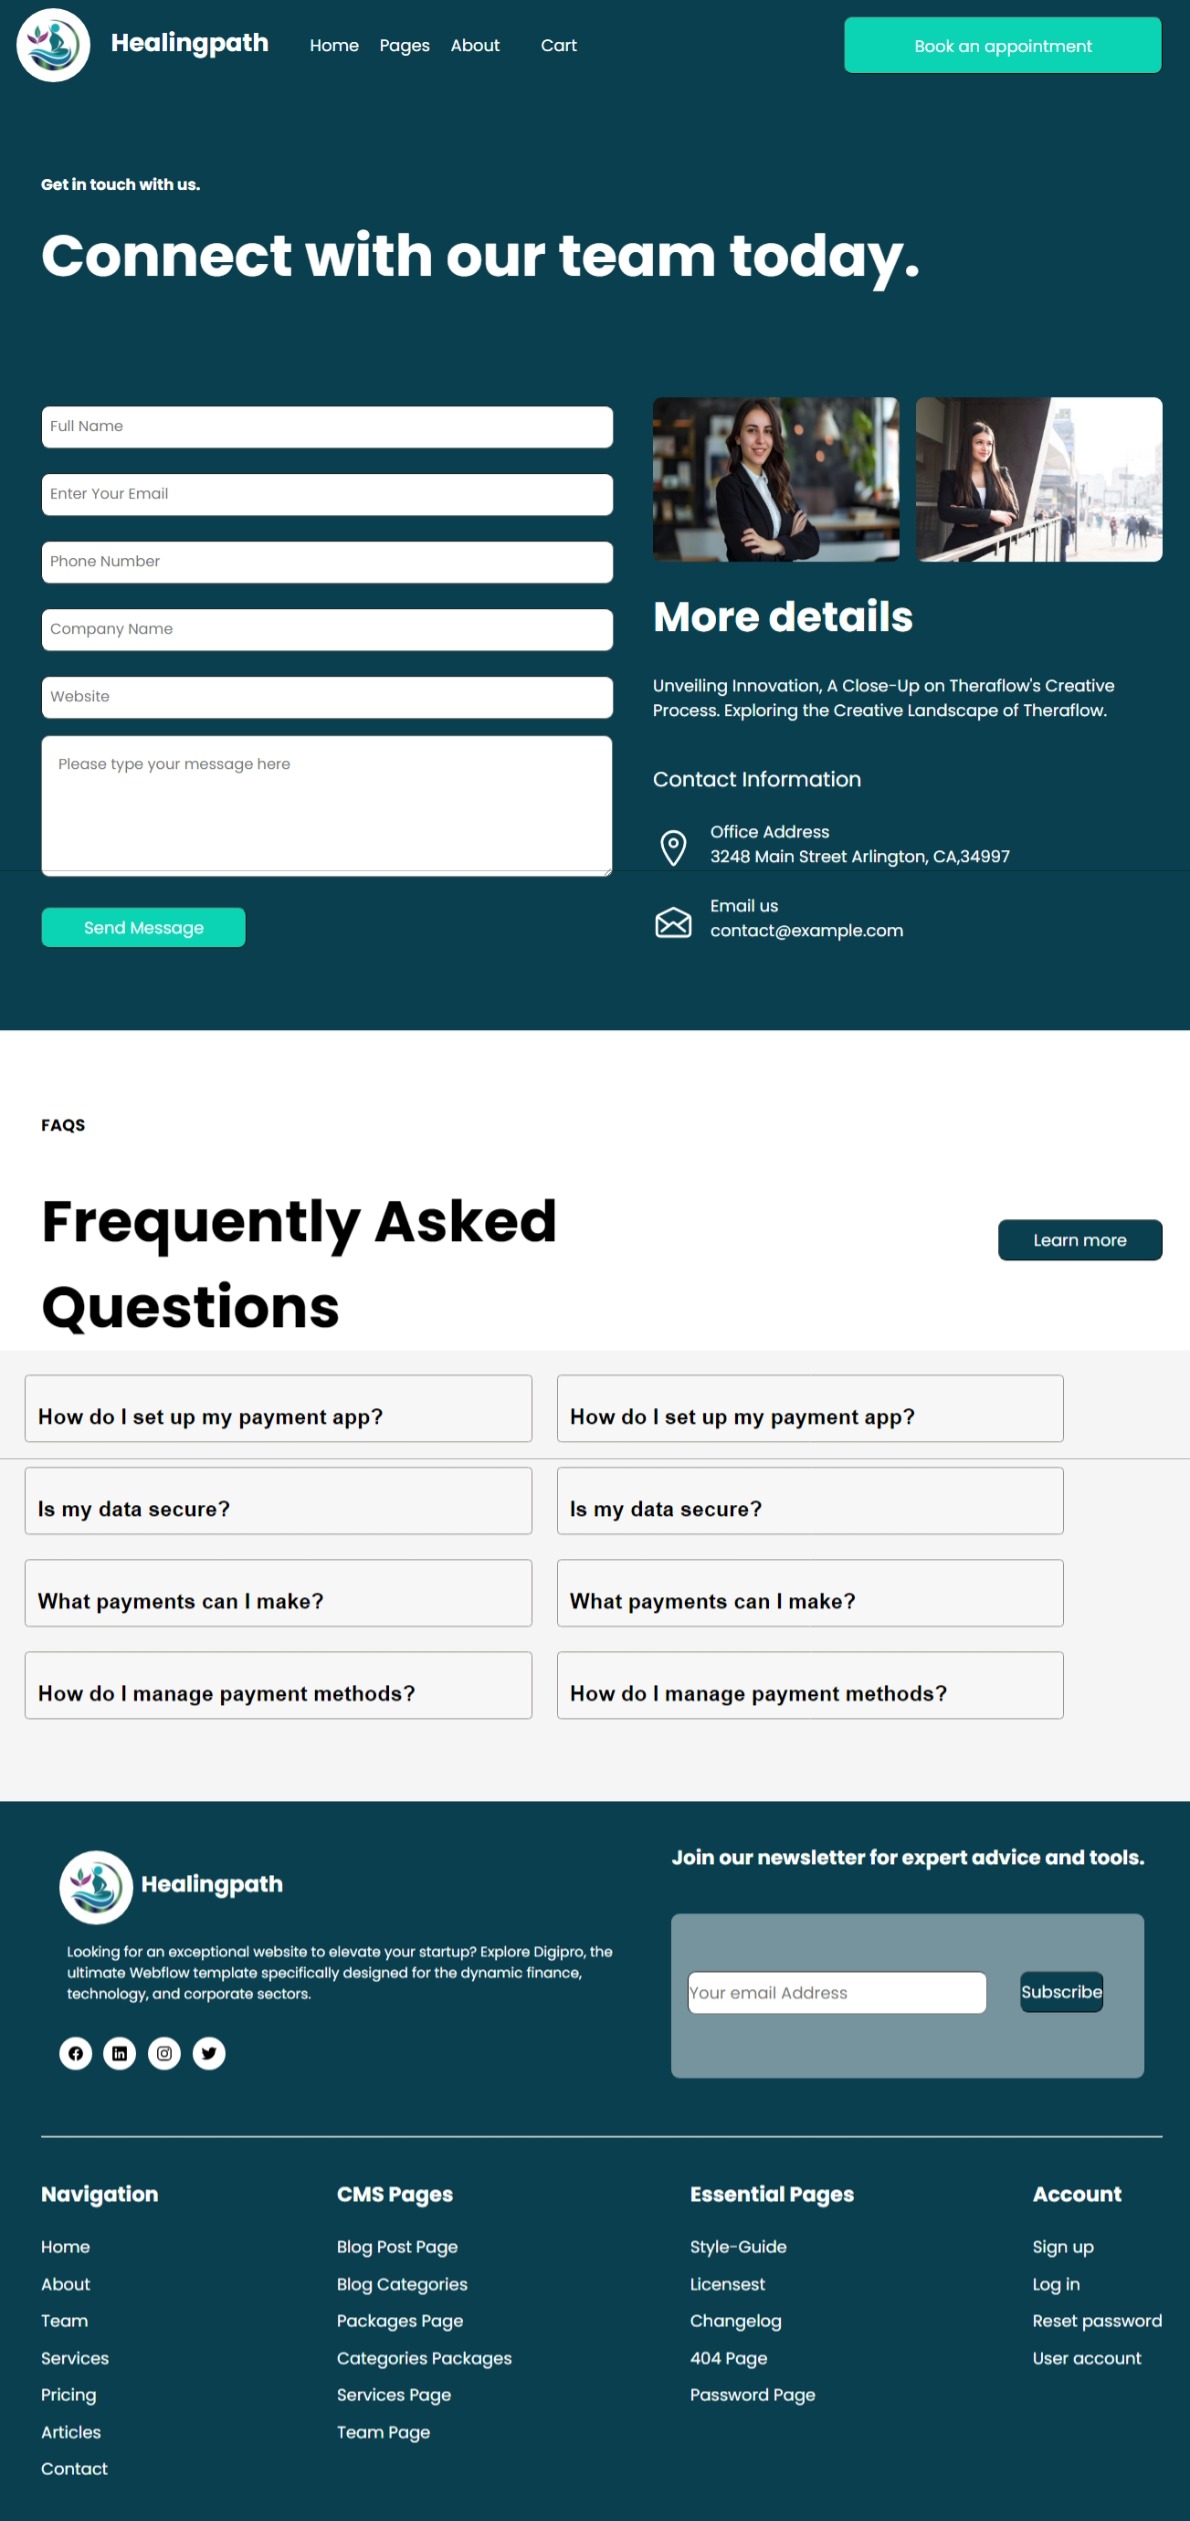 Healingpath
Home Pages About Cart
Book an appointment
Get in touch with us.
Connect with our team today.
Full Name
Enter Your Email
Phone Number
Company Name
Website
Please type your message here
Send Message
More details
Unveiling Innovation, A Close-Up on Theraflow's Creative
Process. Exploring the Creative Landscape of Theraflow.
Contact Information
Office Address
3248 Main Street Arlington, CA,34997
Email us
contact@example.com
FAQS
Frequently Asked
Questions
Learn more
How do I set up my payment app?
How do I set up my payment app?
Is my data secure?
Is my data secure?
What payments can I make?
What payments can I make?
How do I manage payment methods?
How do I manage payment methods?
Healingpath
Looking for an exceptional website to elevate your startup? Explore Digipro, the
ultimate Webflow template specifically designed for the dynamic finance,
technology, and corporate sectors.
Join our newsletter for expert advice and tools.
Your email Address
Subscribe
Navigation
Home
About
Team
Services
Pricing
Articles
Contact
CMS Pages
Blog Post Page
Blog Categories
Packages Page
Categories Packages
Services Page
Team Page
Essential Pages
Style-Guide
Licensest
Changelog
404 Page
Password Page
Account
Sign up
Log in
Reset password
User account